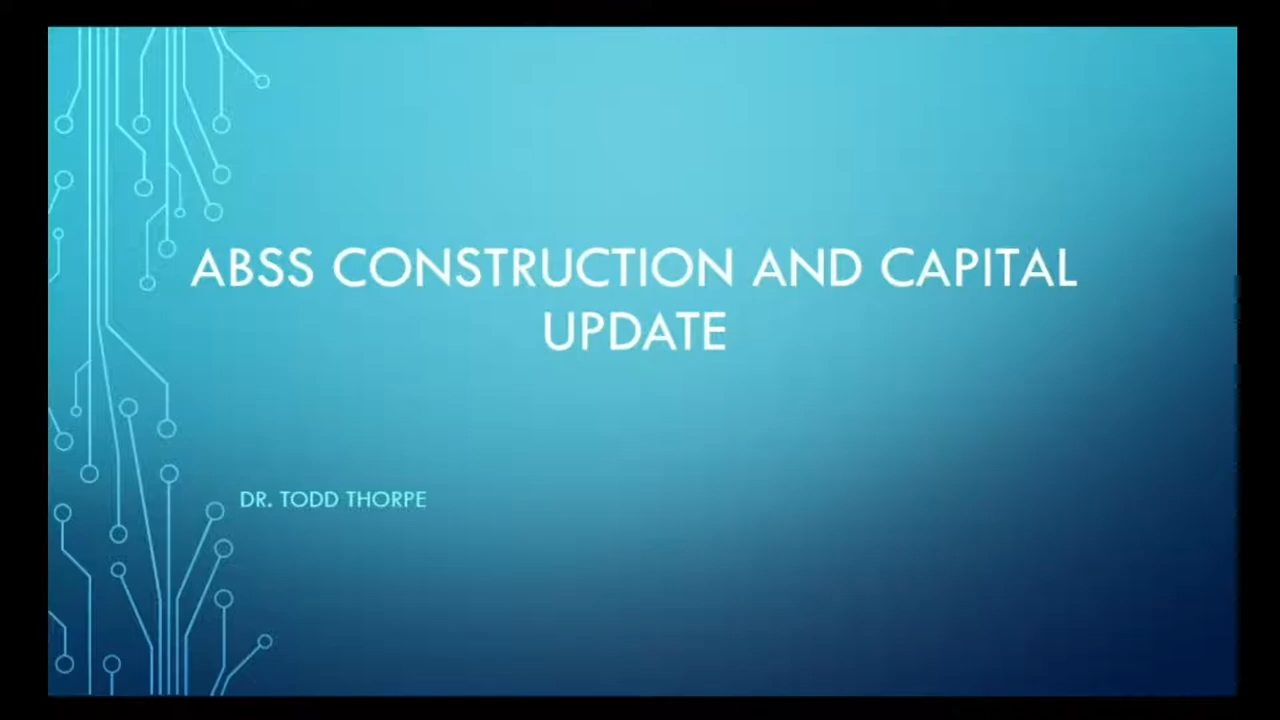 ABSS CONSTRUCTION AND CAPITAL
UPDATE
DR. TODD THORPE